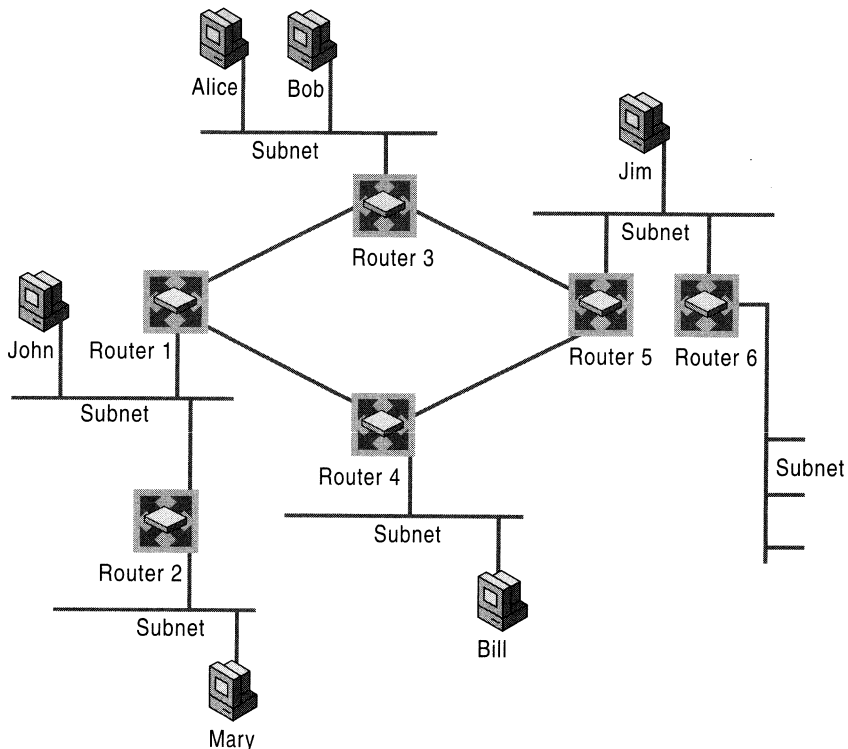 Alice
Bob
Subnet
Jim
Subnet
Router 3
John
Router 1
Router 5
Router 6
Subnet
Router 4
Subnet
Subnet
Router 2
Subnet
Bill
Mary